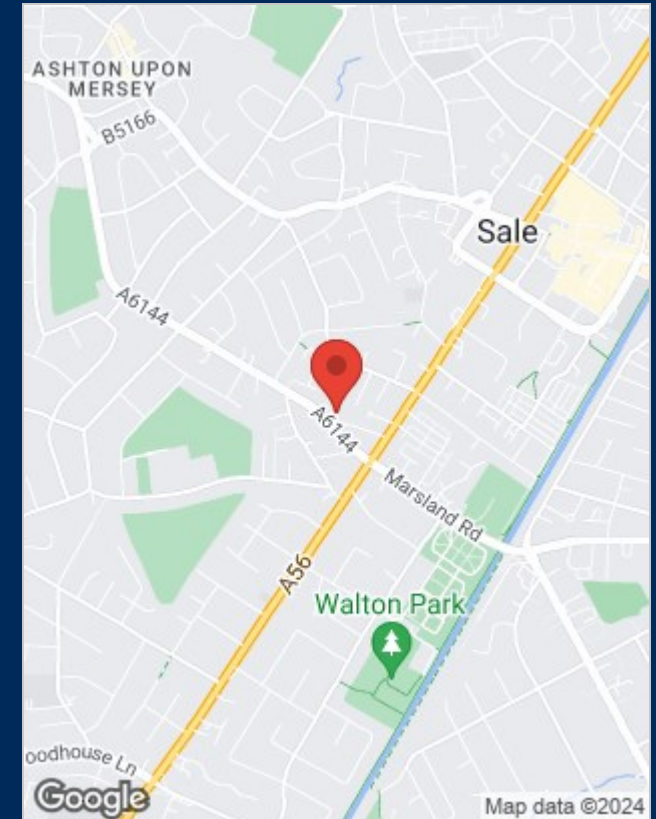 ASHTON UPON
MERSEY
B5166
Sale
A6144
A6144
Marsland Rd
A56
Walton Park
oodhouse Ln
Google
Map data ©2024